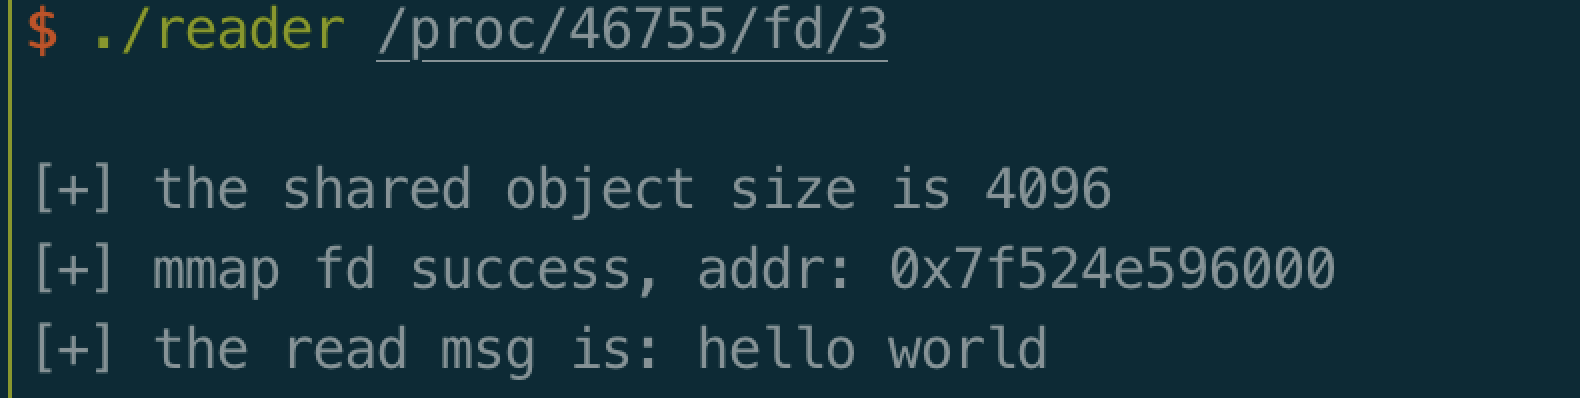 $ ./reader /proc/46755/fd/3
[+] the shared object size is 4096
[+] mmap fd success, addr: 0x7f524e596000
[+] the read msg is: hello world